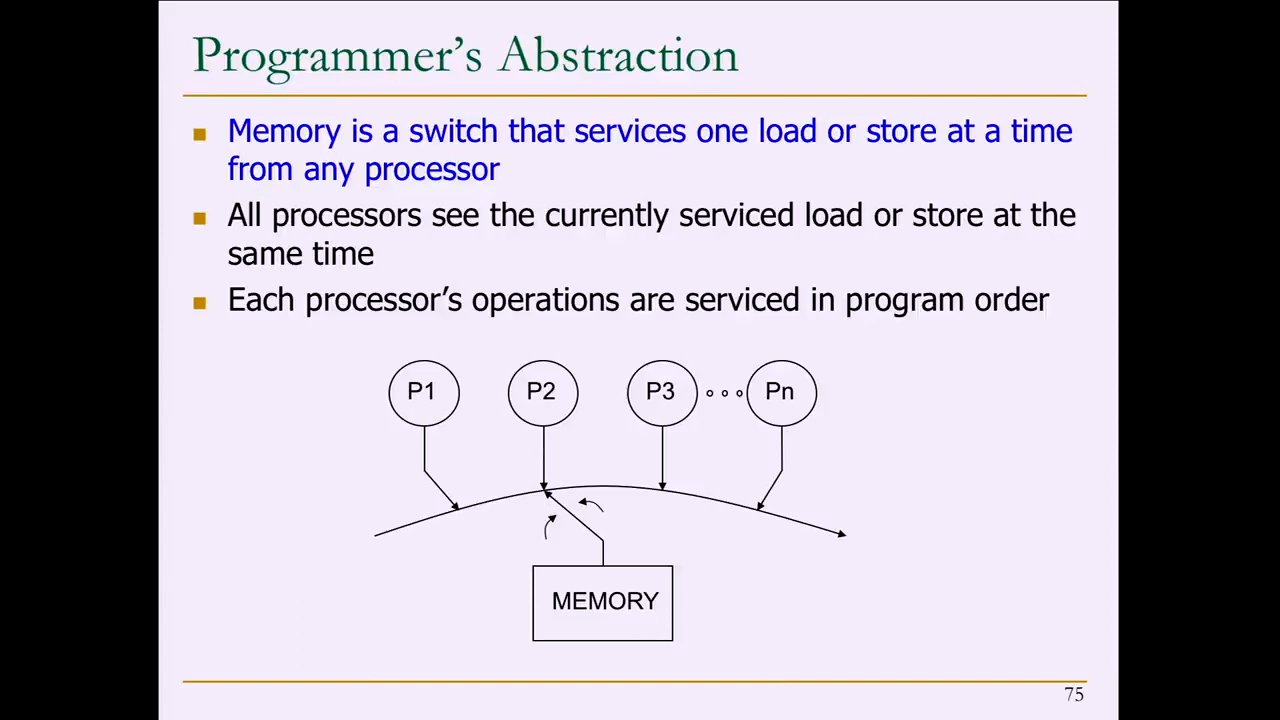 Programmer’s Abstraction
Memory is a switch that services one load or store at a time
from any processor
All processors see the currently serviced load or store at the
same time
Each processor’s operations are serviced in program order
P1 P2 P3 Pn
MEMORY
75